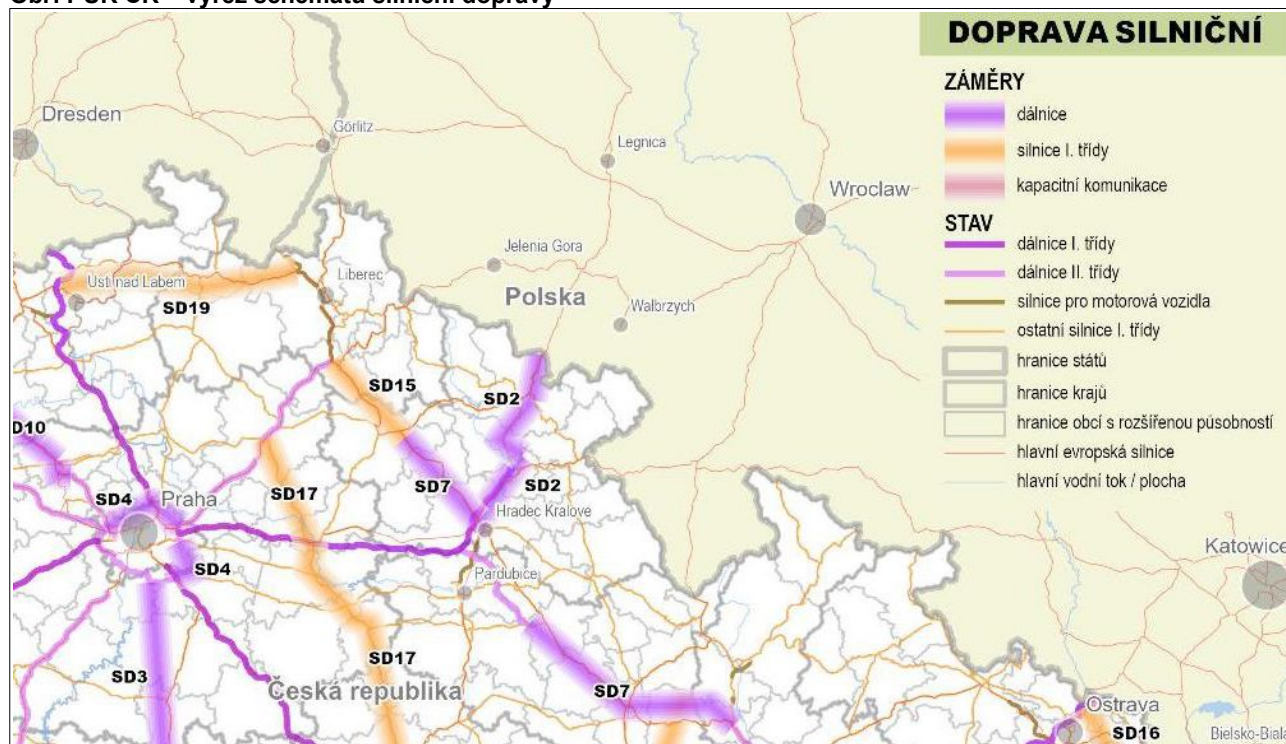 Obr.1 PÚR ČR – výřez schématu silniční dopravy
DOPRAVA SILNIČNÍ
ZÁMĚRY
dálnice
silnice I. třídy
kapacitní komunikace
STAV
dálnice I. třídy
dálnice II. třídy
silnice pro motorová vozidla
ostatní silnice I. třídy
hranice států
hranice krajů
hranice obcí s rozšířenou působností
hlavní evropská silnice
hlavní vodní tok / plocha
Dresden
Görlitz
Legnica
Wroclaw
Jelenia Gora
Liberec
Ústí nad Labem
Polska
Walbrzych
SD19
SD15
SD2
SD10
SD4
Praha
SD17
SD7
SD2
Hradec Kralove
Katowice
SD4
Pardubice
SD17
SD3
Česká republika
SD7
Ostrava
SD16
Bielsko-Biala